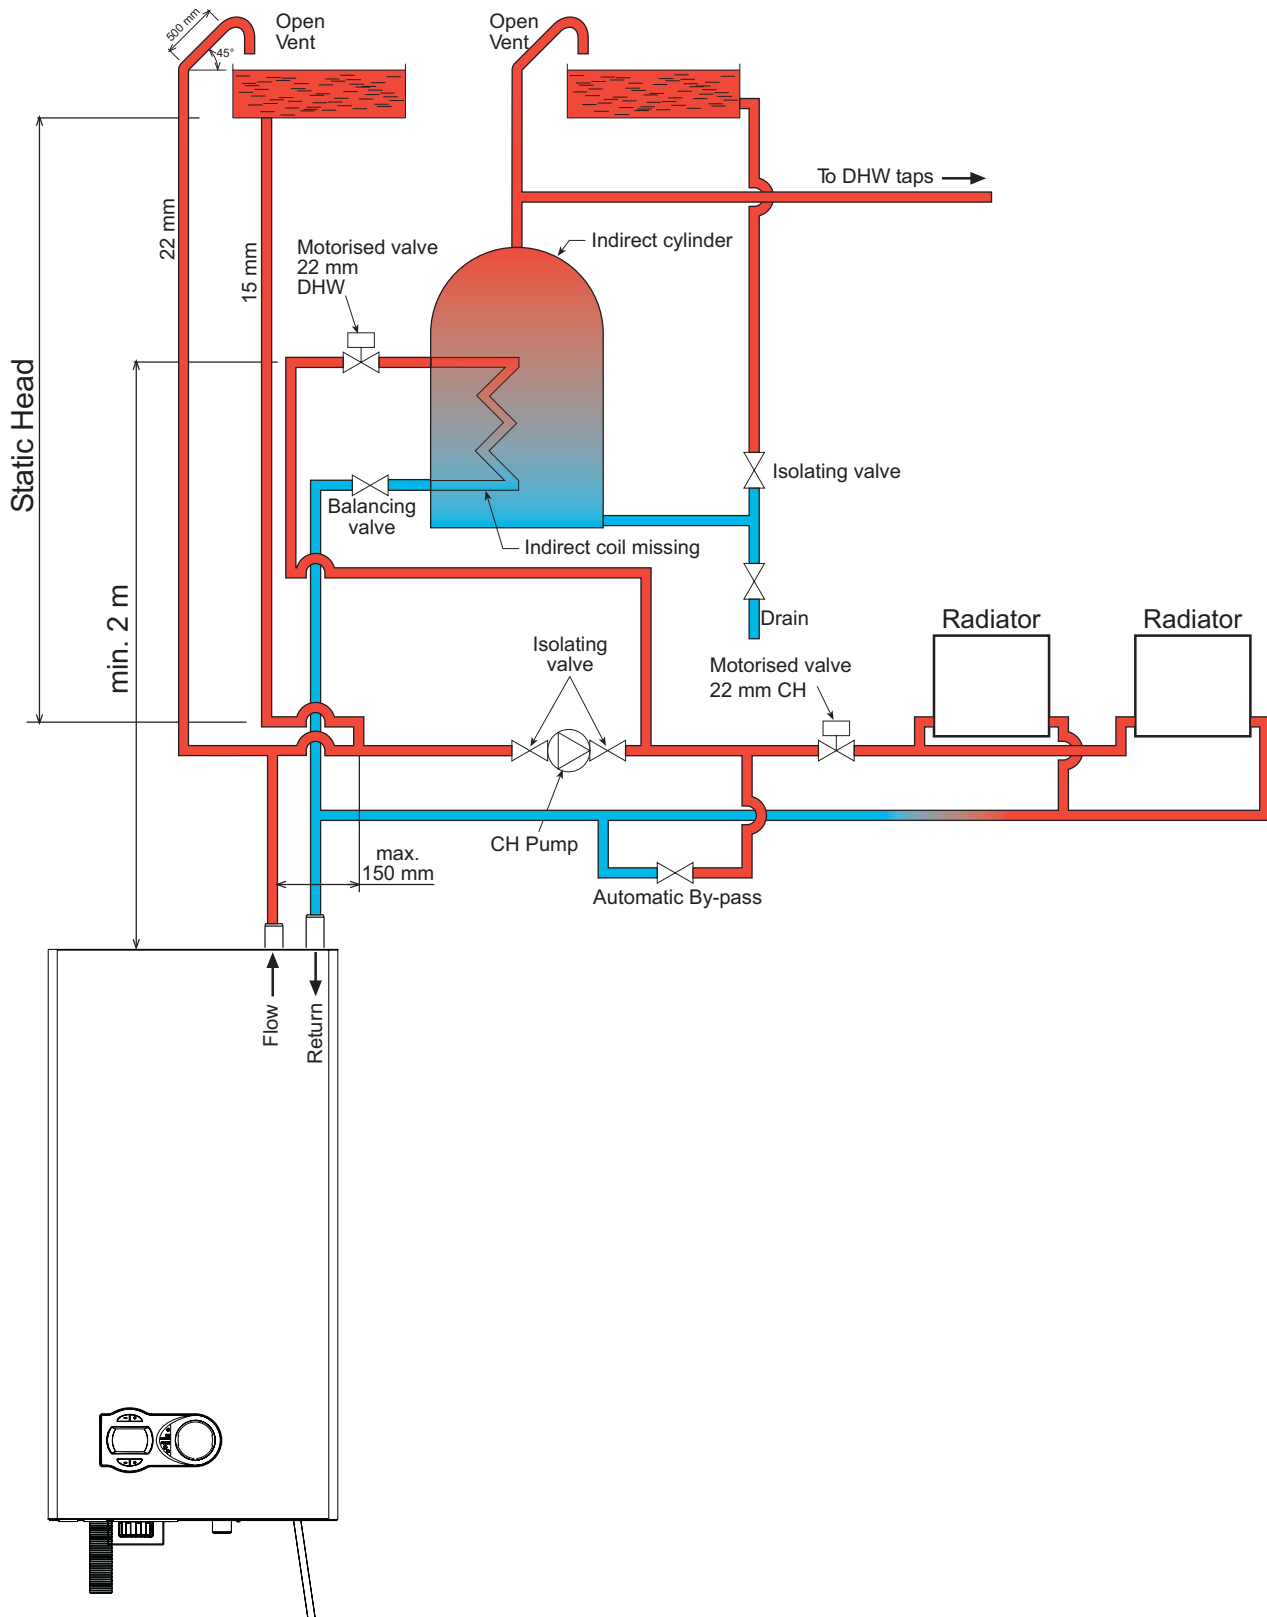 500 mm
45°
Open
Vent
Open
Vent
To DHW taps
22 mm
15 mm
Motorised valve
22 mm
DHW
Indirect cylinder
Static Head
min. 2 m
Isolating valve
Balancing
valve
Indirect coil missing
Drain
Radiator
Radiator
Isolating
valve
Motorised valve
22 mm CH
CH Pump
max.
150 mm
Automatic By-pass
Flow
Return